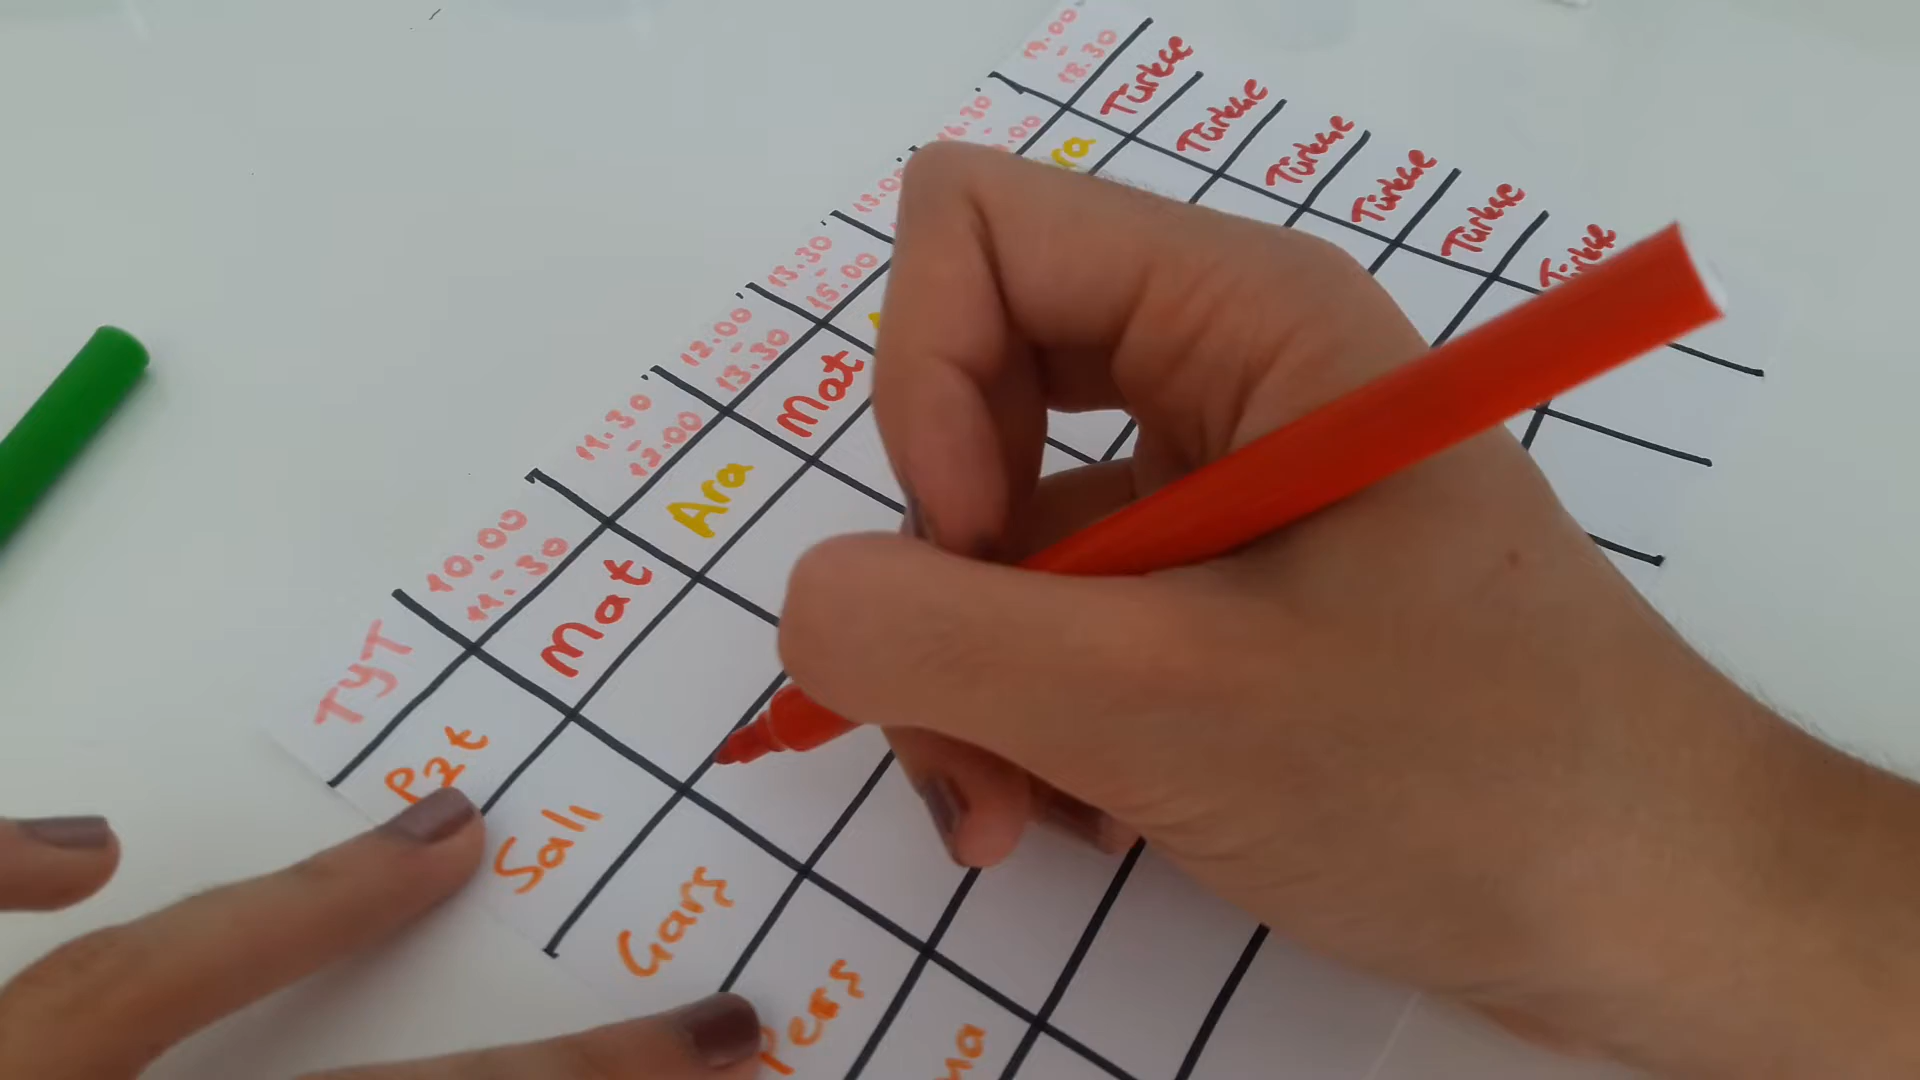 TYT
10.00
-
11.30
11.30
-
12.00
12.00
-
13.30
13.30
-
15.00
19.00
-
18.30
Pzt
Mat
Ara
Mat
Türkçe
Salı
Türkçe
Çarş
Türkçe
Perş
Türkçe
Türkçe
Türkçe